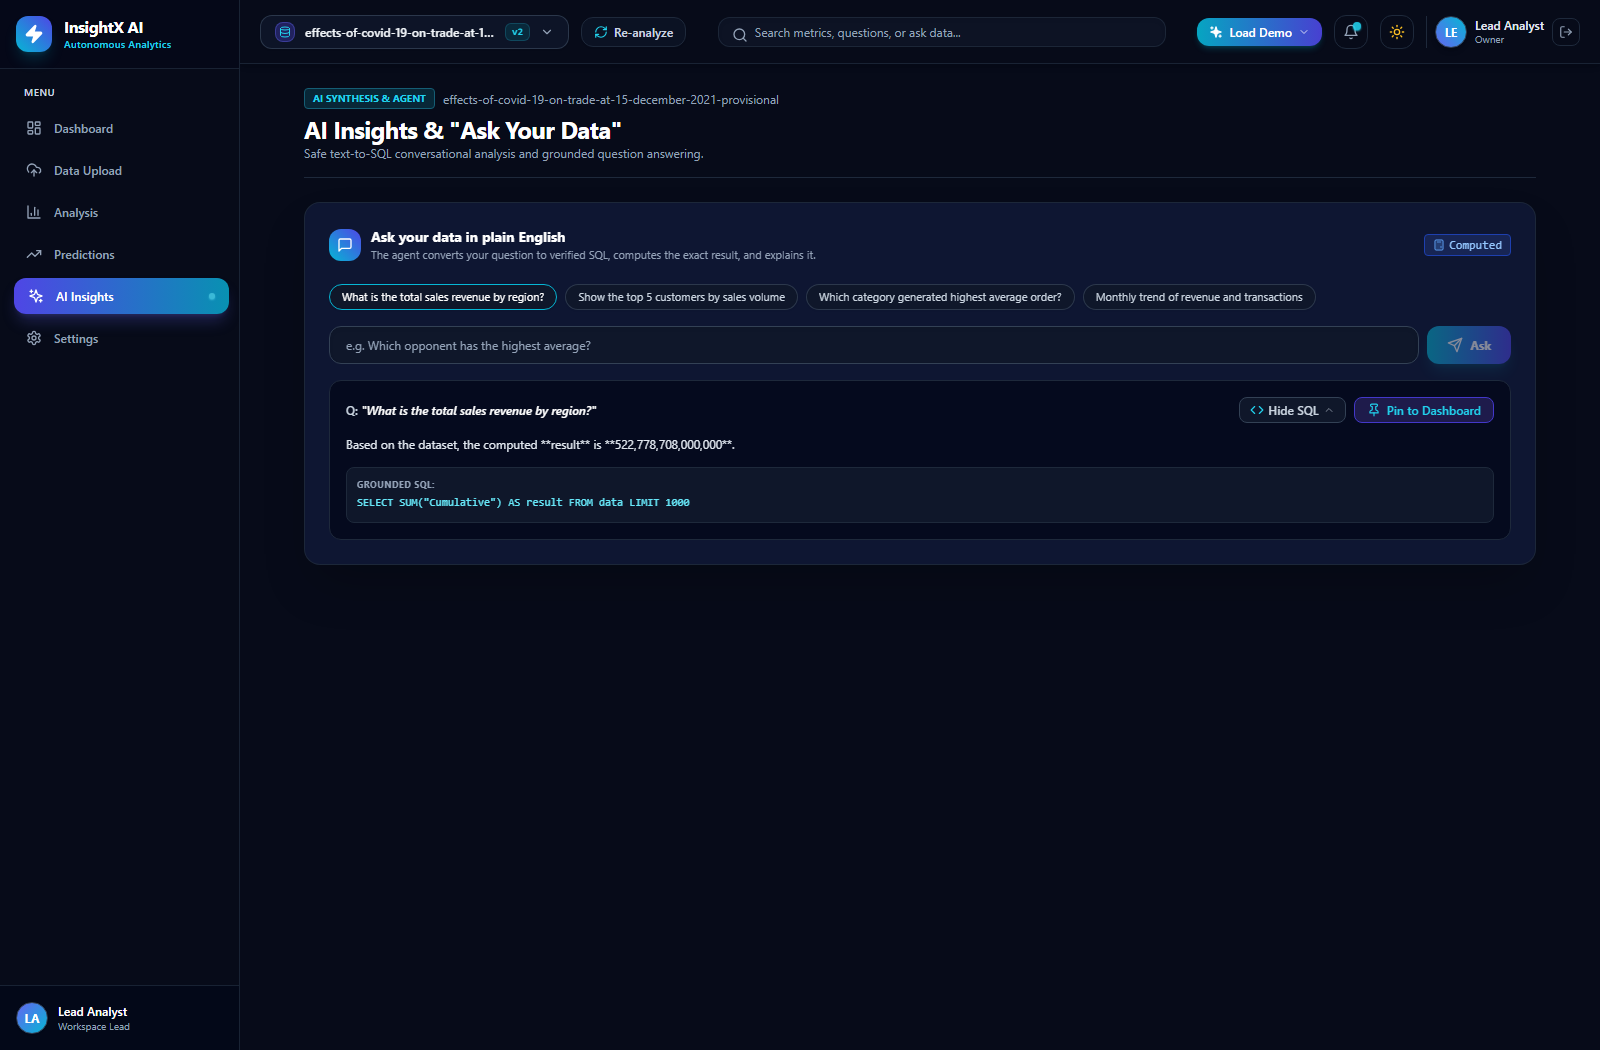 InsightX AI
Autonomous Analytics
effects-of-covid-19-on-trade-at-1... v2
Re-analyze
Search metrics, questions, or ask data...
Load Demo
LE
Lead Analyst
Owner
MENU
Dashboard
Data Upload
Analysis
Predictions
AI Insights
Settings
AI SYNTHESIS & AGENT effects-of-covid-19-on-trade-at-15-december-2021-provisional
AI Insights & "Ask Your Data"
Safe text-to-SQL conversational analysis and grounded question answering.
Ask your data in plain English
The agent converts your question to verified SQL, computes the exact result, and explains it.
Computed
What is the total sales revenue by region? Show the top 5 customers by sales volume Which category generated highest average order? Monthly trend of revenue and transactions
e.g. Which opponent has the highest average?
Ask
Q: "What is the total sales revenue by region?"
Hide SQL
Pin to Dashboard
Based on the dataset, the computed **result** is **522,778,708,000,000**.
GROUNDED SQL:
SELECT SUM("Cumulative") AS result FROM data LIMIT 1000
LA
Lead Analyst
Workspace Lead